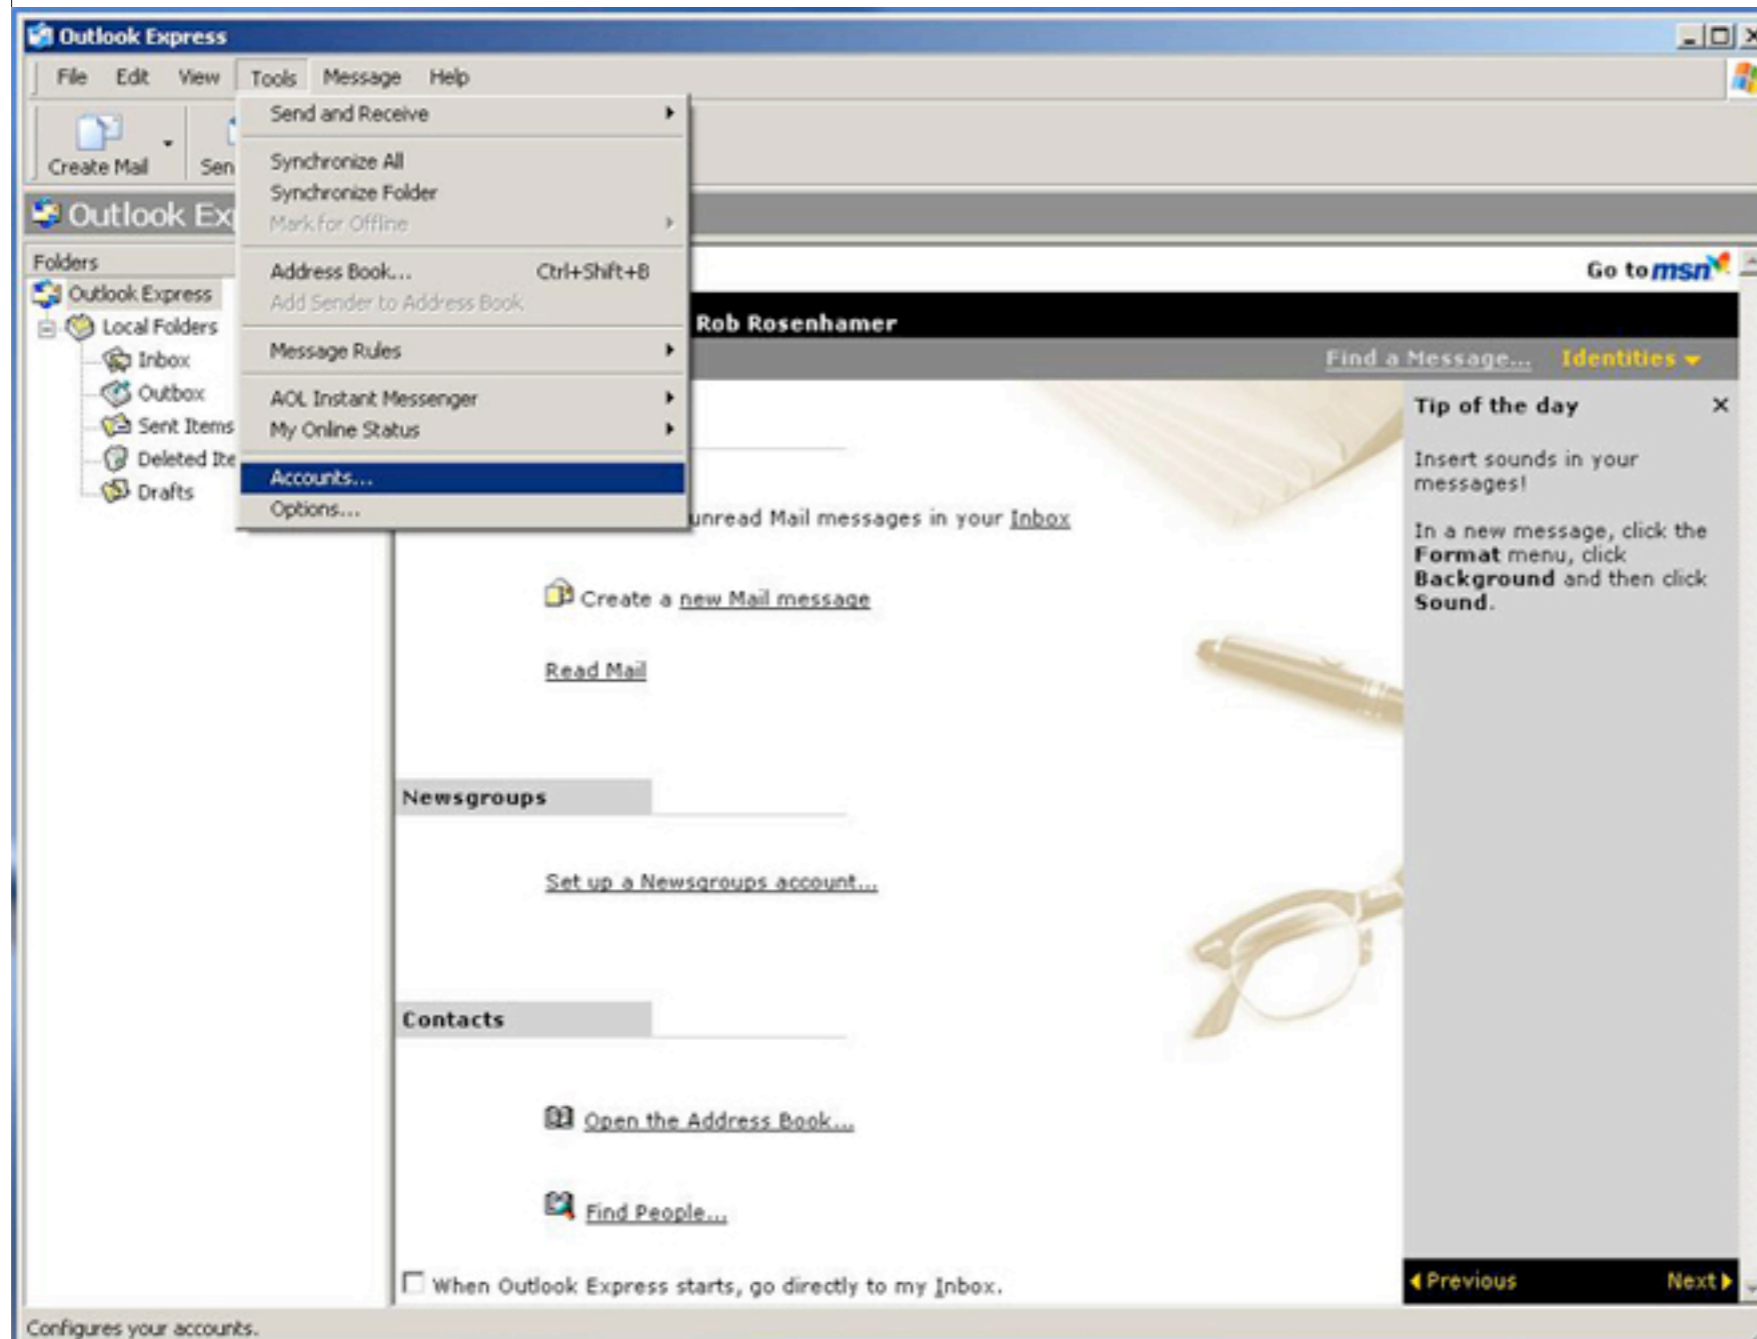 Outlook Express
File Edit View Tools Message Help
Create Mail
Sen
Send and Receive
Synchronize All
Synchronize Folder
Mark for Offline
Address Book... Ctrl+Shift+B
Add Sender to Address Book
Message Rules
AOL Instant Messenger
My Online Status
Accounts...
Options...
Outlook Ex
Folders
Outlook Express
Local Folders
Inbox
Outbox
Sent Items
Deleted Ite
Drafts
Go to msn
Rob Rosenhamer
Find a Message... Identities
unread Mail messages in your Inbox
Create a new Mail message
Read Mail
Newsgroups
Set up a Newsgroups account...
Contacts
Open the Address Book...
Find People...
When Outlook Express starts, go directly to my Inbox.
Tip of the day
Insert sounds in your
messages!
In a new message, click the
Format menu, click
Background and then click
Sound.
Previous Next
Configures your accounts.